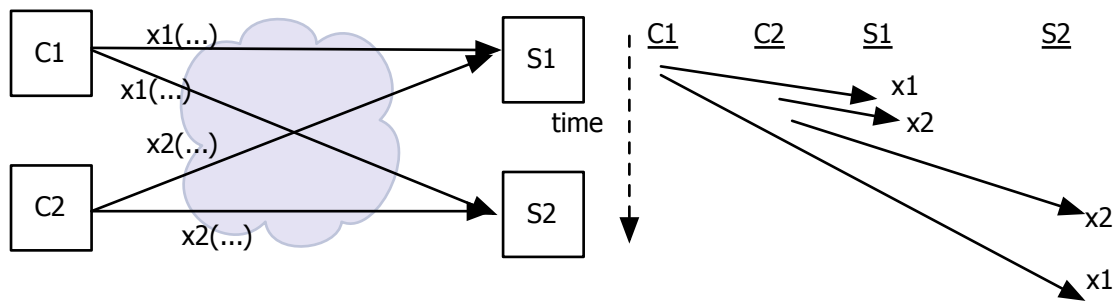 C1
x1(...)
S1
x1(...)
x2(...)
C2
S2
x2(...)
time
C1 C2 S1 S2
x1
x2
x2
x1